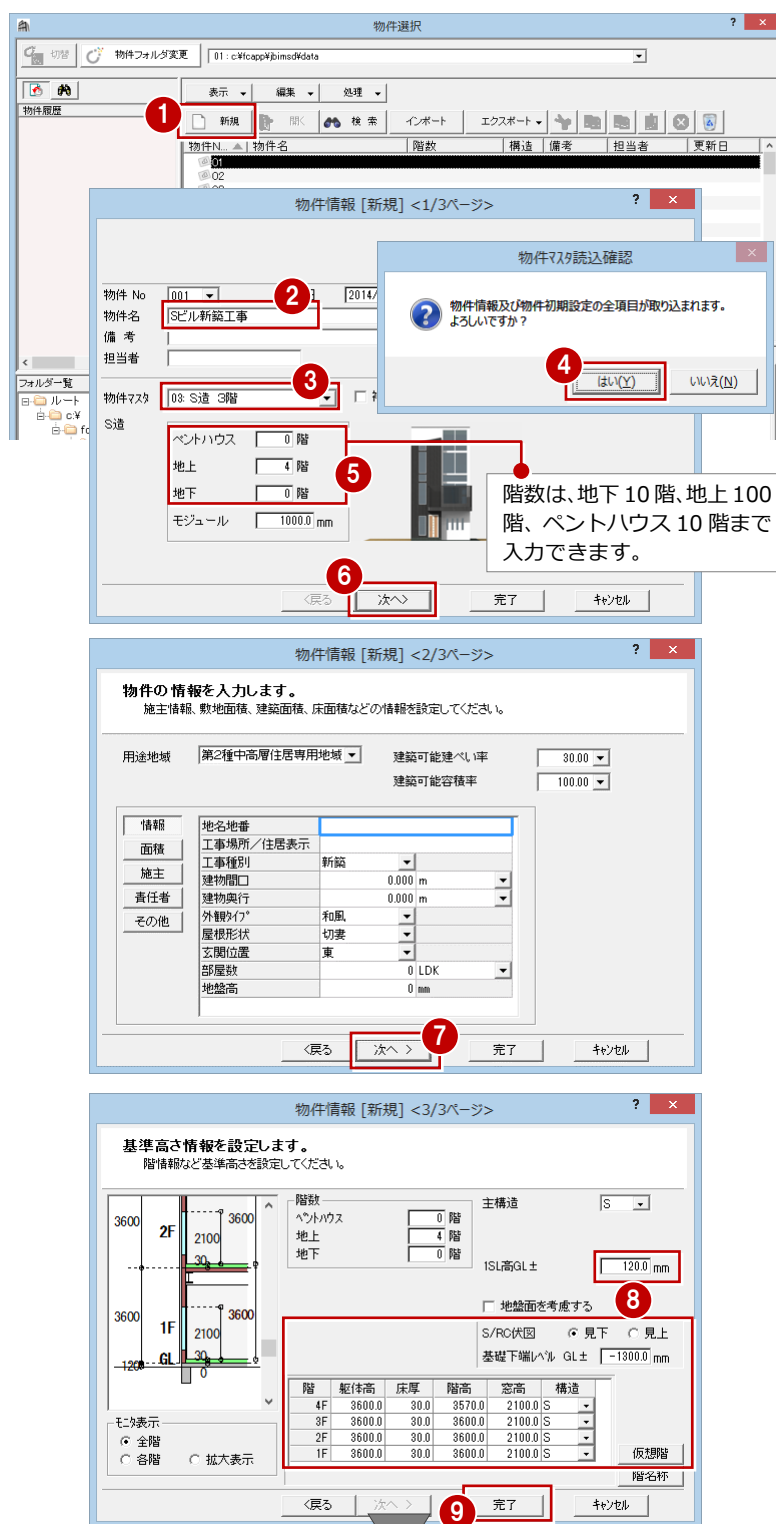 物件選択
? ×
切替 物件フォルダ変更 01 : c:¥fcapp¥jbimsd¥data
表示 編集 処理
物件履歴
1
新規 開く 検 索 インポート エクスポート
物件N... 物件名 階数 構造 備考 担当者 更新日
01
02
物件情報 [新規] <1/3ページ>
? ×
物件ﾏｽﾀ読込確認
×
物件情報及び物件初期設定の全項目が取り込まれます。
よろしいですか？
4
はい(Y) いいえ(N)
物件 No 001 2014/
2
物件名 Sビル新築工事
備 考
担当者
3
物件ﾏｽﾀ 03: S造 3階
フォルダ一覧
ルート
c:¥
fc
S造
ペントハウス 0 階
地上 4 階
地下 0 階
5
モジュール 1000.0 mm
階数は、地下 10 階、地上 100
階、ペントハウス 10 階まで
入力できます。
6
<戻る 次へ> 完了 ｷｬﾝｾﾙ
物件情報 [新規] <2/3ページ>
? ×
物件の情報を入力します。
施主情報、敷地面積、建築面積、床面積などの情報を設定してください。
用途地域 第2種中高層住居専用地域 建築可能建ぺい率 30.00
建築可能容積率 100.00
情報
面積
施主
責任者
その他
地名地番
工事場所／住居表示
工事種別 新築
建物間口 0.000 m
建物奥行 0.000 m
外観ﾀｲﾌﾟ 和風
屋根形状 切妻
玄関位置 東
部屋数 0 LDK
地盤高 0 mm
7
<戻る 次へ > 完了 ｷｬﾝｾﾙ
物件情報 [新規] <3/3ページ>
? ×
基準高さ情報を設定します。
階情報など基準高さを設定してください。
3600 2F 2100 3600
30
3600 1F 2100 3600
30
-120 GL 0
階数
ﾍﾟﾝﾄﾊｳｽ 0 階
地上 4 階
地下 0 階
主構造 S
1SL高GL± 120.0 mm
8
地盤面を考慮する
S/RC伏図 見下 見上
基礎下端ﾚﾍﾞﾙ GL± -1300.0 mm
階 躯体高 床厚 階高 窓高 構造
4F 3600.0 30.0 3570.0 2100.0 S
3F 3600.0 30.0 3600.0 2100.0 S
2F 3600.0 30.0 3600.0 2100.0 S
1F 3600.0 30.0 3600.0 2100.0 S
仮想階
階名称
ﾓﾆﾀ表示
全階
各階 拡大表示
9
<戻る 次へ > 完了 ｷｬﾝｾﾙ